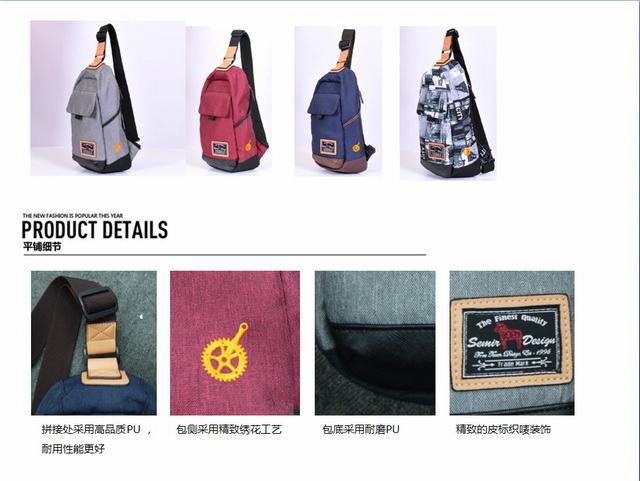 THE NEW FASHION IS POPULAR THIS YEAR
PRODUCT DETAILS
平铺细节
The Finest Quality
Semir Design
1996
Trade Mark
拼接处采用高品质PU ，
耐用性能更好
包侧采用精致绣花工艺
包底采用耐磨PU
精致的皮标织唛装饰